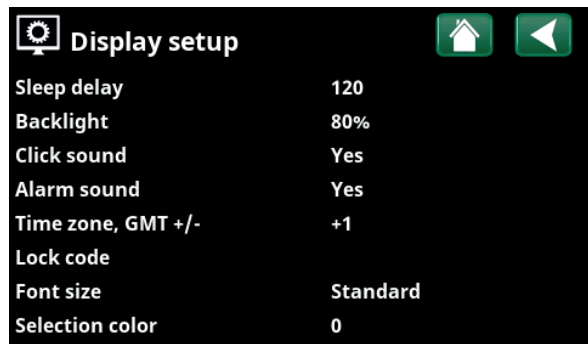 Display setup
Sleep delay 120
Backlight 80%
Click sound Yes
Alarm sound Yes
Time zone, GMT +/- +1
Lock code
Font size Standard
Selection color 0